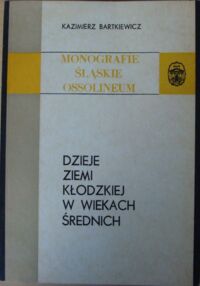 KAZIMIERZ BARTKIEWICZ
MONOGRAFIE
ŚLĄSKIE
OSSOLINEUM
DZIEJE
ZIEMI
KŁODZKIEJ
W WIEKACH
ŚREDNICH